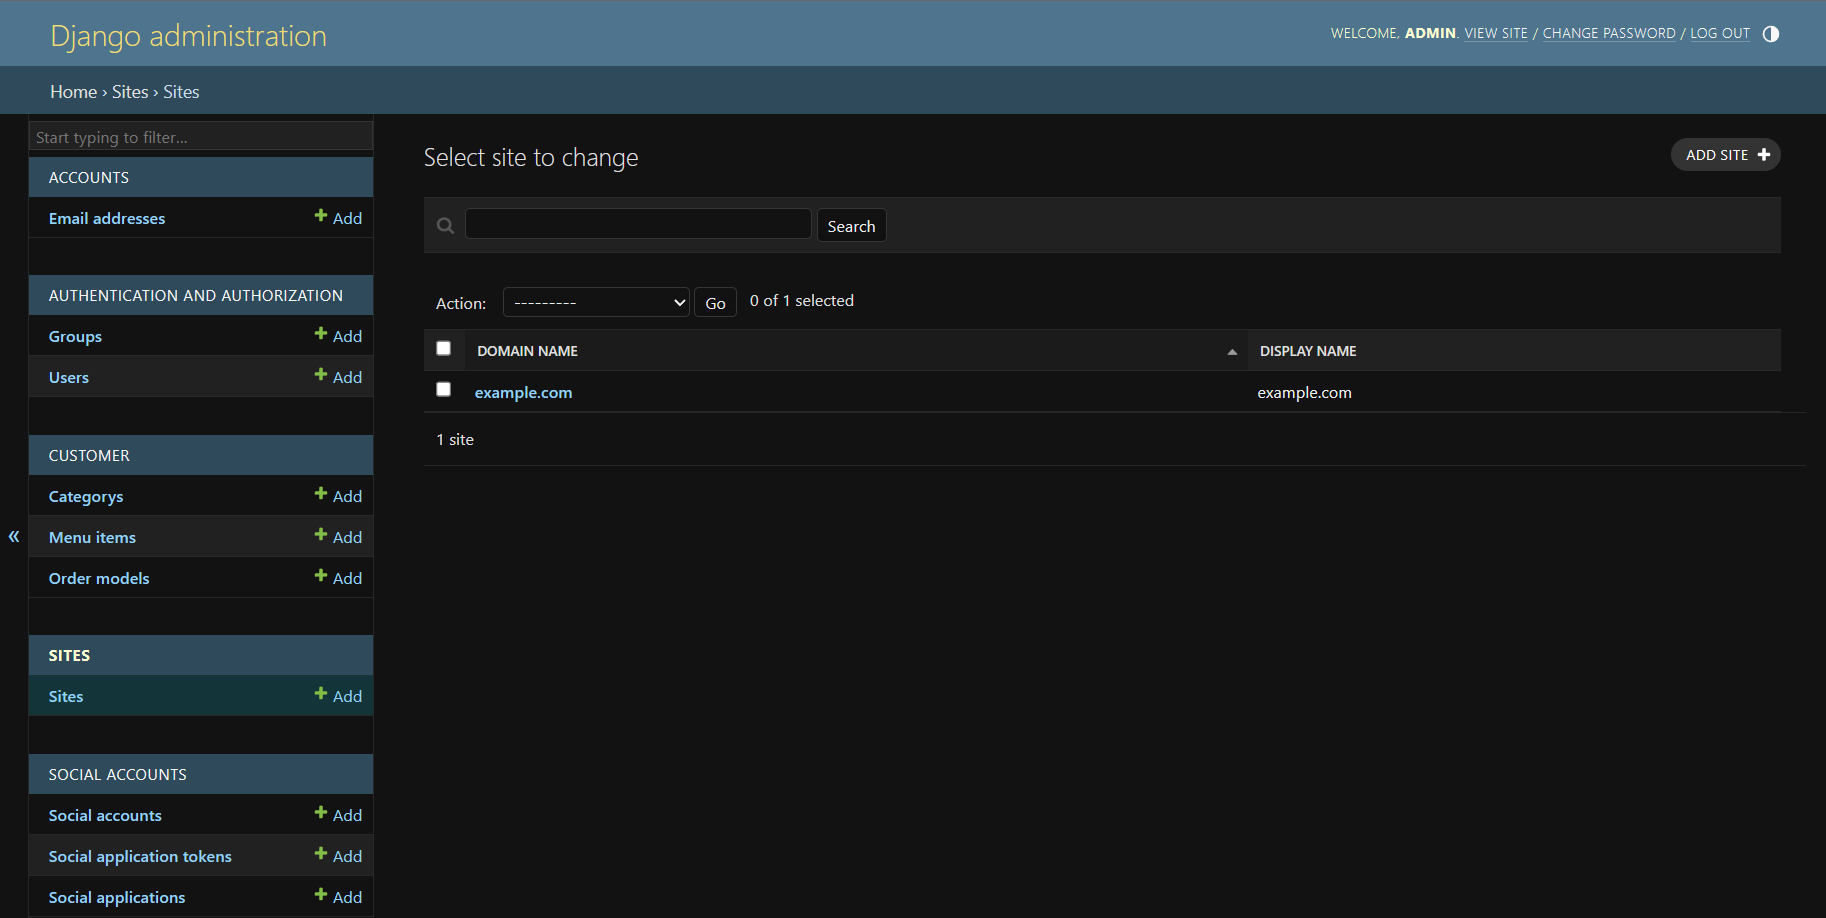 Django administration
WELCOME, ADMIN. VIEW SITE / CHANGE PASSWORD / LOG OUT
Home › Sites › Sites
Start typing to filter...
ACCOUNTS
Email addresses Add
AUTHENTICATION AND AUTHORIZATION
Groups Add
Users Add
CUSTOMER
Categorys Add
Menu items Add
Order models Add
SITES
Sites Add
SOCIAL ACCOUNTS
Social accounts Add
Social application tokens Add
Social applications Add
«
Select site to change
ADD SITE
Search
Action: --------- Go 0 of 1 selected
DOMAIN NAME DISPLAY NAME
example.com example.com
1 site